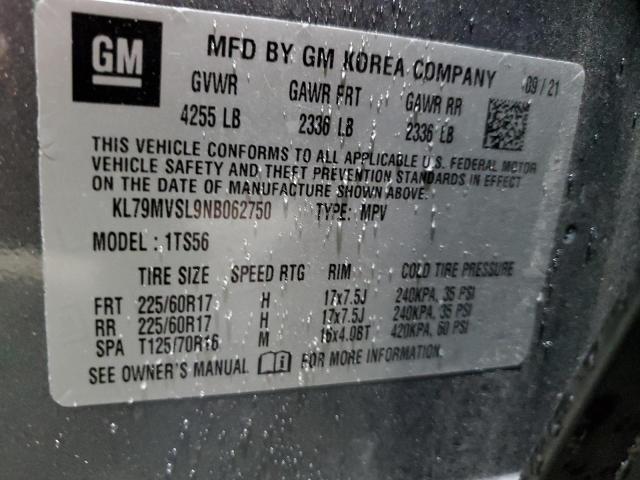 GM
MFD BY GM KOREA COMPANY 09/21
GVWR GAWR FRT GAWR RR
4255 LB 2336 LB 2336 LB
THIS VEHICLE CONFORMS TO ALL APPLICABLE U.S. FEDERAL MOTOR
VEHICLE SAFETY AND THEFT PREVENTION STANDARDS IN EFFECT
ON THE DATE OF MANUFACTURE SHOWN ABOVE.
KL79MVSL9NB062750 TYPE: MPV
MODEL : 1TS56
TIRE SIZE SPEED RTG RIM COLD TIRE PRESSURE
FRT 225/60R17 H 17x7.5J 240KPA, 35 PSI
RR 225/60R17 H 17x7.5J 240KPA, 35 PSI
SPA T125/70R16 M 16x4.0BT 420KPA, 60 PSI
SEE OWNER'S MANUAL FOR MORE INFORMATION